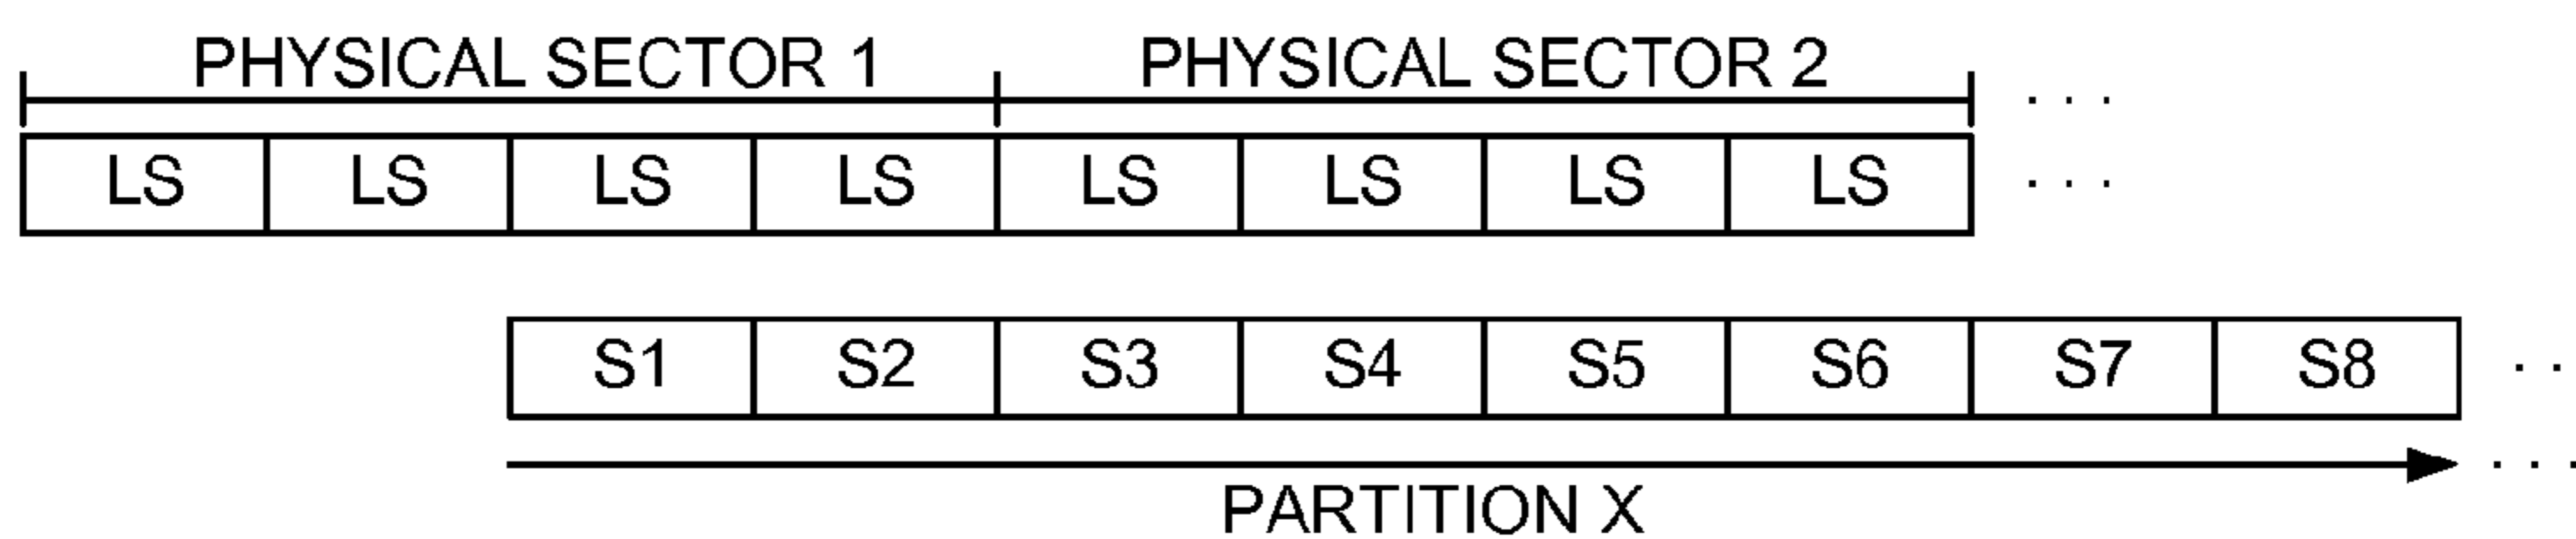 PHYSICAL SECTOR 1 PHYSICAL SECTOR 2 . . .
LS LS LS LS LS LS LS LS . . .
S1 S2 S3 S4 S5 S6 S7 S8 . .
. . .
PARTITION X